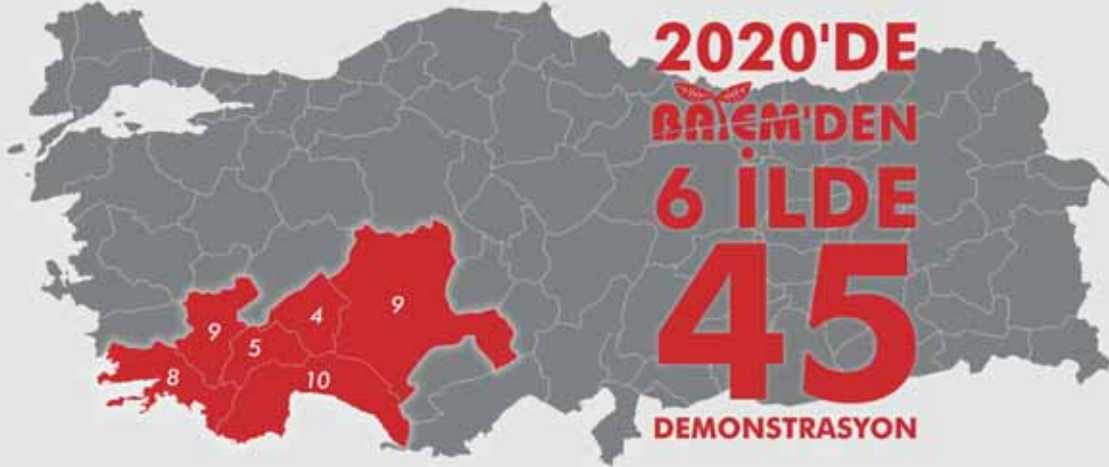 2020'DE
BATEM'DEN
6 İLDE
45
DEMONSTRASYON
9
4
9
5
8
10